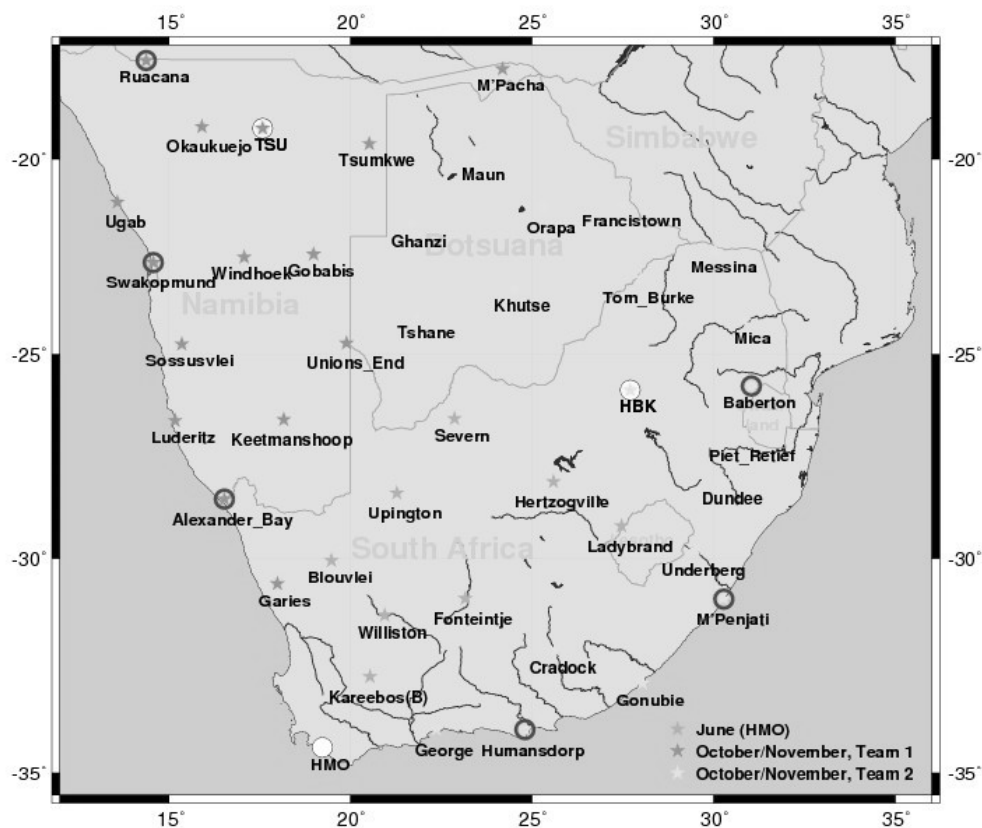 15° 20° 25° 30° 35°
Ruacana
M'Pacha
Simbabwe
Okaukuejo TSU
Tsumkwe
-20° -20°
Maun
Ugab
Orapa Francistown
Ghanzi
Botsuana
Windhoek Gobabis
Messina
Swakopmund
Namibia
Khutse Tom_Burke
Tshane
Mica
-25° -25°
Sossusvlei Unions_End
HBK Baberton
land
Luderitz Keetmanshoop Severn
Piet_Retief
Hertzogville Dundee
Alexander_Bay Upington
South Africa Ladybrand
-30° -30°
Underberg
Blouvlei
Garies
Fonteintje M'Penjati
Williston
Cradock
Kareebos(B) Gonubie
June (HMO)
George Humansdorp
October/November, Team 1
HMO
-35° October/November, Team 2 -35°
15° 20° 25° 30° 35°